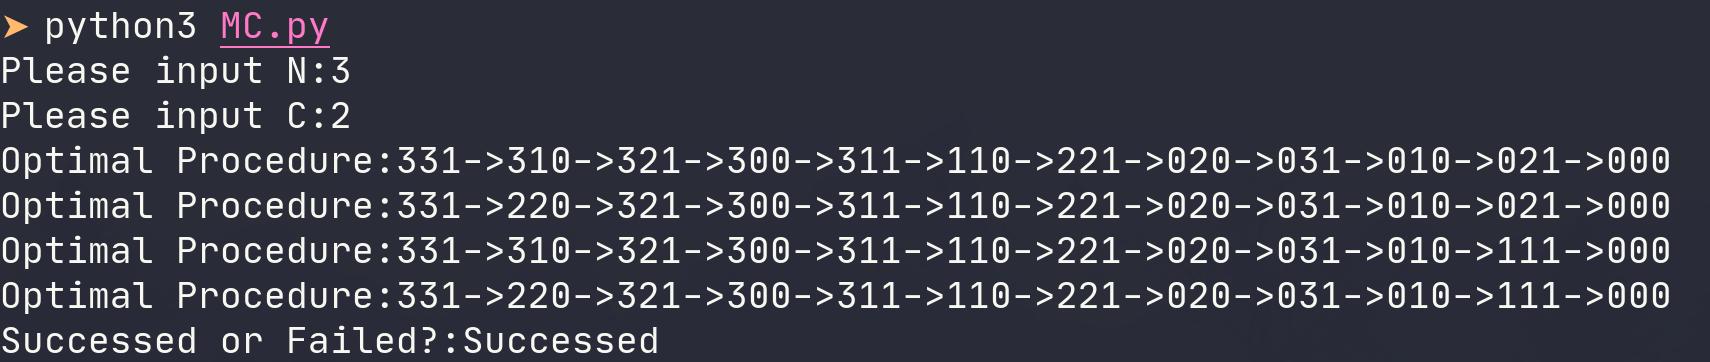 ➤ python3 MC.py
Please input N:3
Please input C:2
Optimal Procedure:331->310->321->300->311->110->221->020->031->010->021->000
Optimal Procedure:331->220->321->300->311->110->221->020->031->010->021->000
Optimal Procedure:331->310->321->300->311->110->221->020->031->010->111->000
Optimal Procedure:331->220->321->300->311->110->221->020->031->010->111->000
Successed or Failed?:Successed